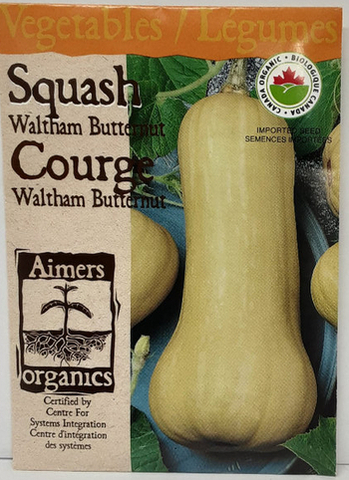 Vegetables / Légumes
Squash
Waltham Butternut
Courge
Waltham Butternut
CANADA ORGANIC • BIOLOGIQUE CANADA •
IMPORTED SEED
SEMENCES IMPORTÉES
Aimers
organics
Certified by
Centre For
Systems Integration
Centre d'intégration
des systèmes